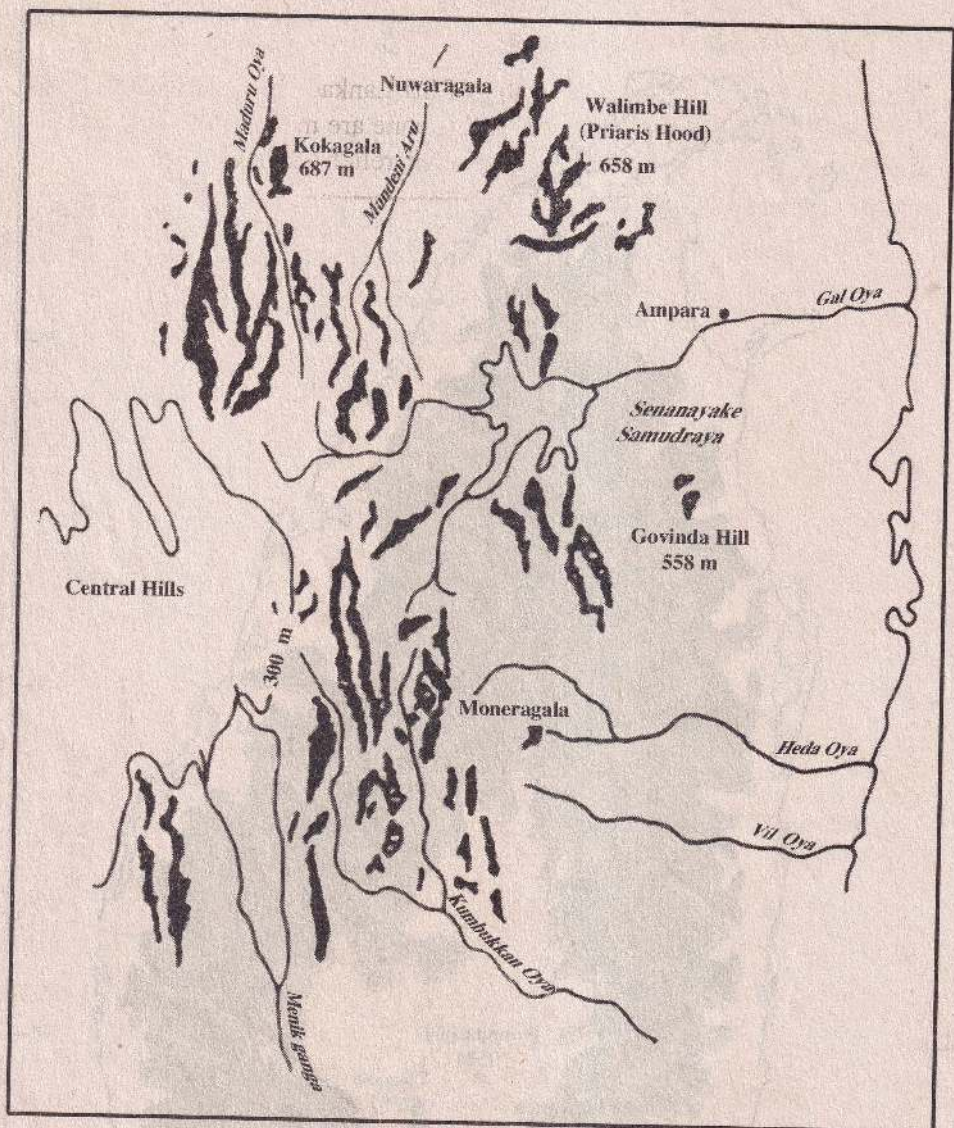 Maduru Oya
Nuwaragala
Kokagala
687 m
Mundeni Aru
Walimbe Hill
(Priaris Hood)
658 m
Ampara
Gal Oya
Senanayake
Samudraya
Govinda Hill
558 m
Central Hills
300 m
Moneragala
Heda Oya
Vil Oya
Kumbukkan Oya
Menik ganga